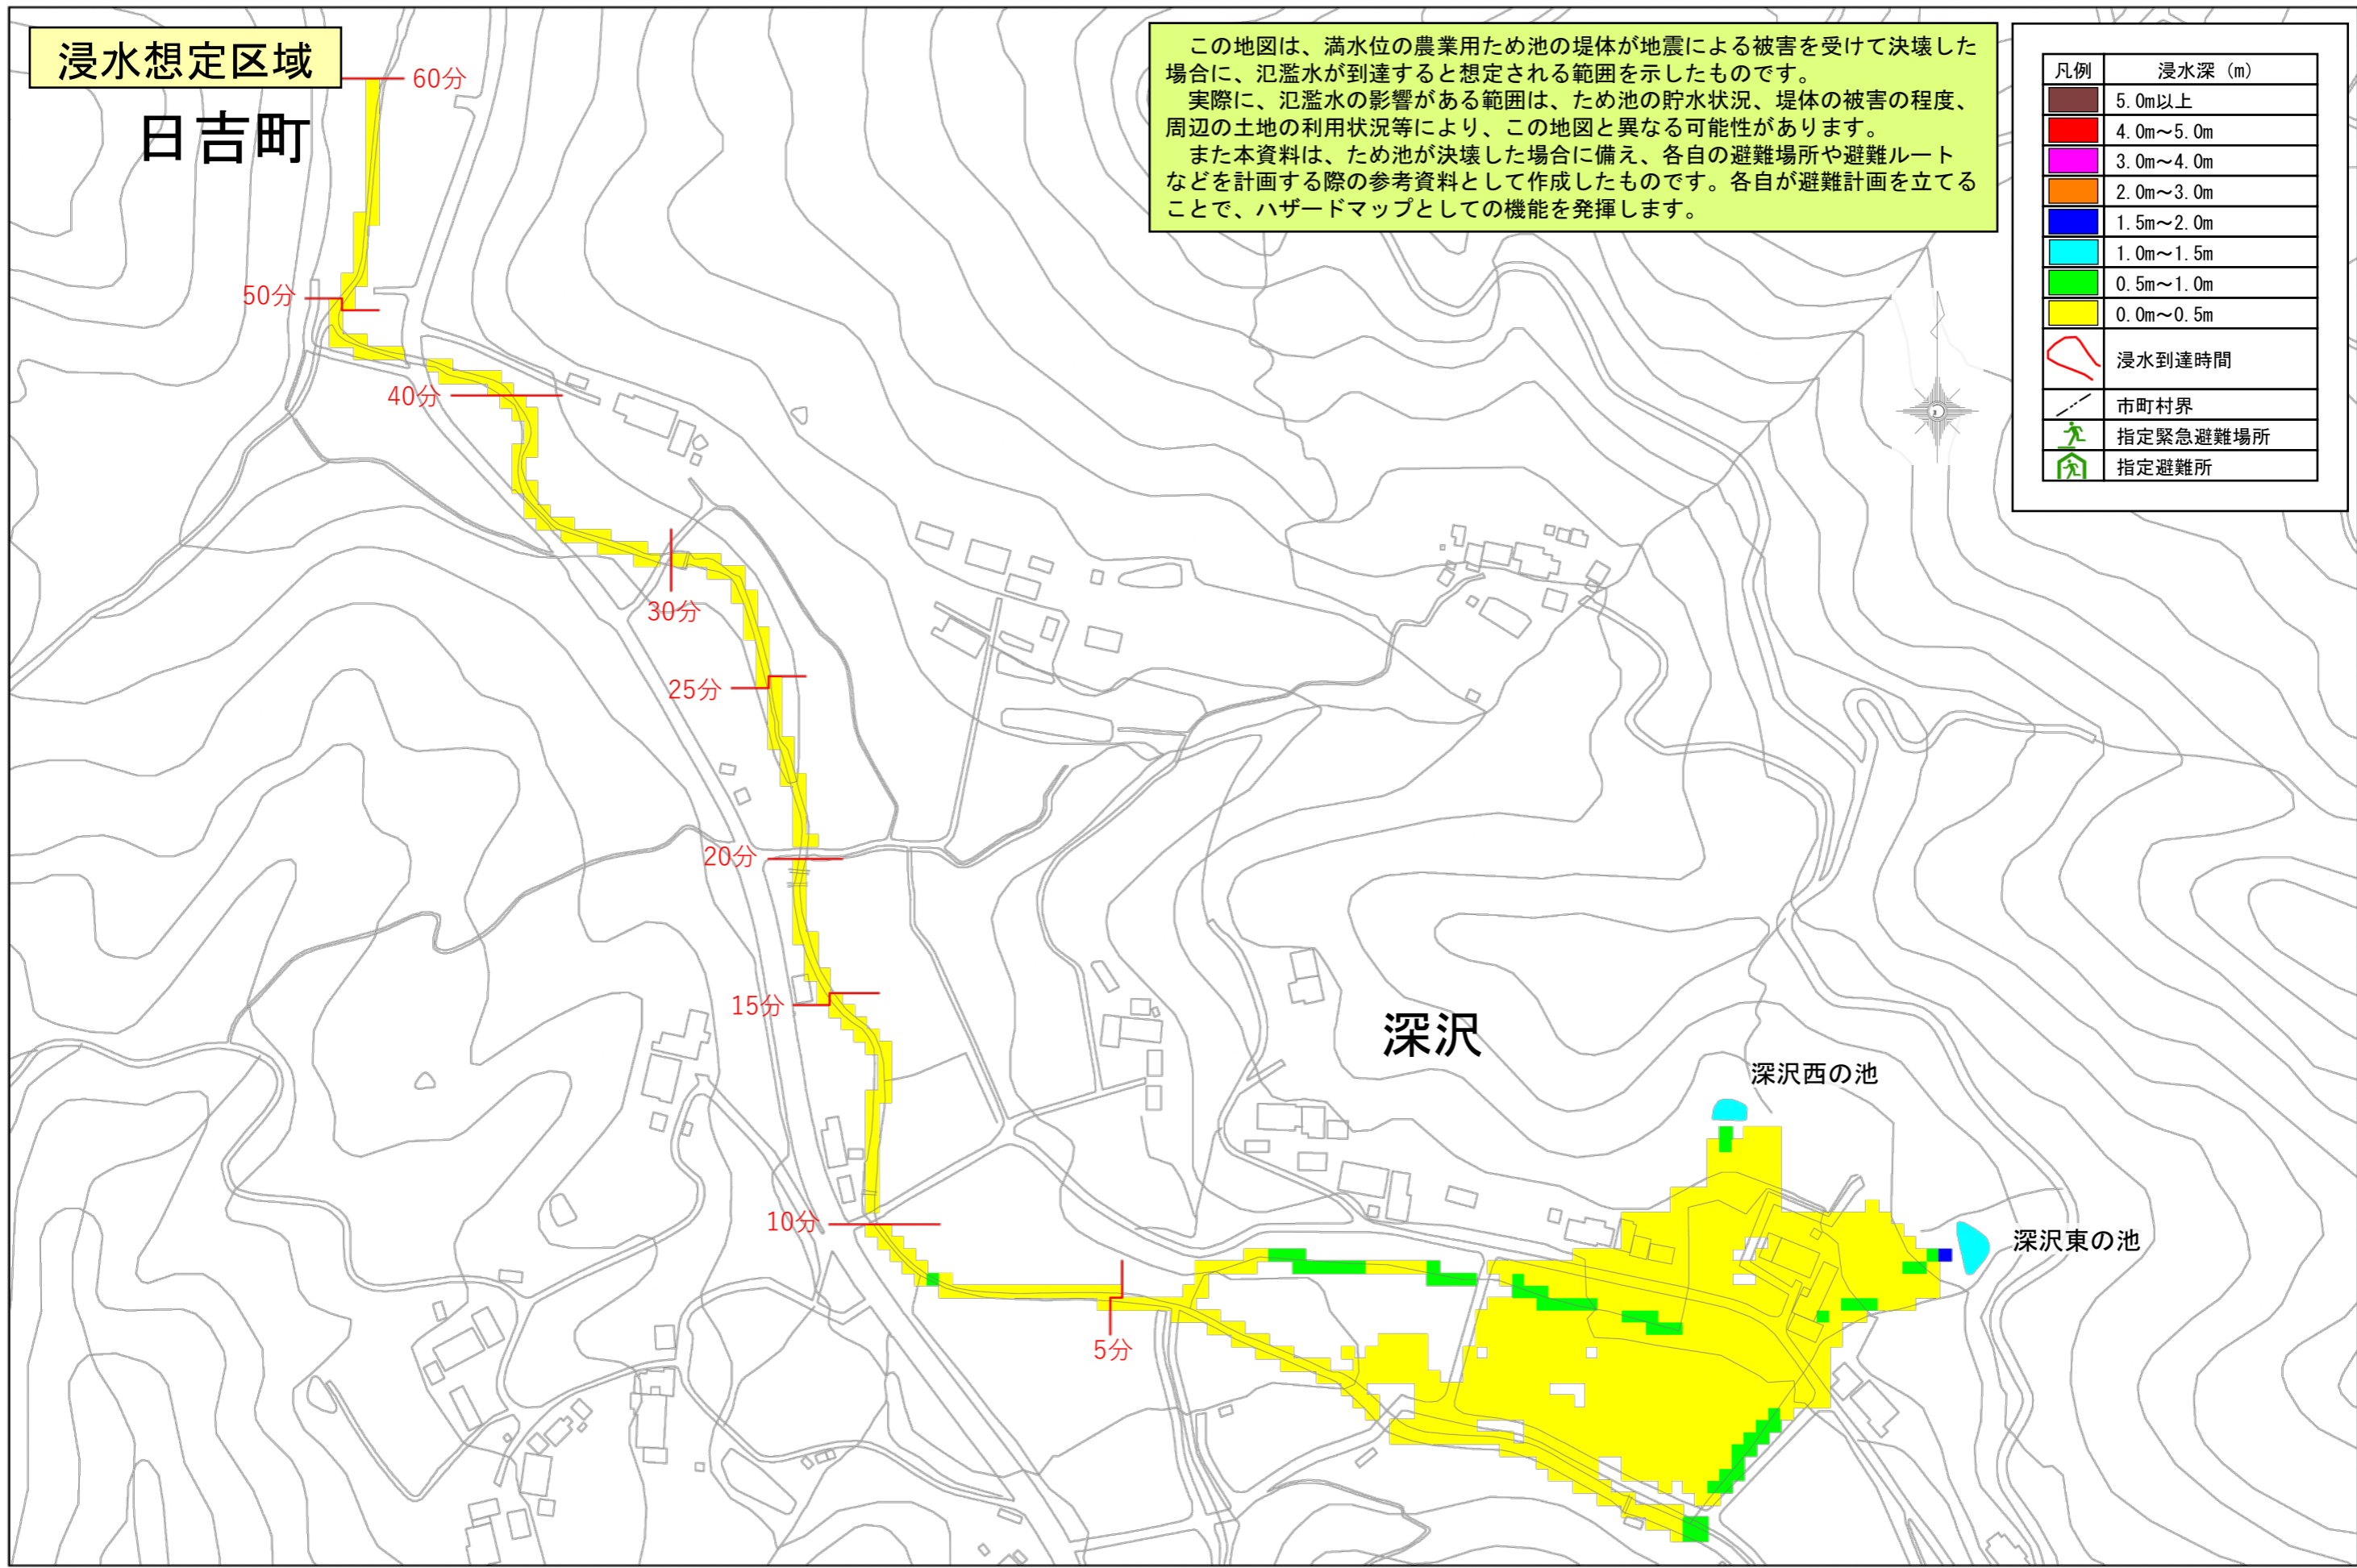 浸水想定区域
日吉町
この地図は、満水位の農業用ため池の堤体が地震による被害を受けて決壊した
場合に、氾濫水が到達すると想定される範囲を示したものです。
実際に、氾濫水の影響がある範囲は、ため池の貯水状況、堤体の被害の程度、
周辺の土地の利用状況等により、この地図と異なる可能性があります。
また本資料は、ため池が決壊した場合に備え、各自の避難場所や避難ルート
などを計画する際の参考資料として作成したものです。各自が避難計画を立てる
ことで、ハザードマップとしての機能を発揮します。
凡例 浸水深（m）
5.0m以上
4.0m～5.0m
3.0m～4.0m
2.0m～3.0m
1.5m～2.0m
1.0m～1.5m
0.5m～1.0m
0.0m～0.5m
浸水到達時間
市町村界
指定緊急避難場所
指定避難所
60分
50分
40分
30分
25分
20分
15分
10分
5分
深沢
深沢西の池
深沢東の池